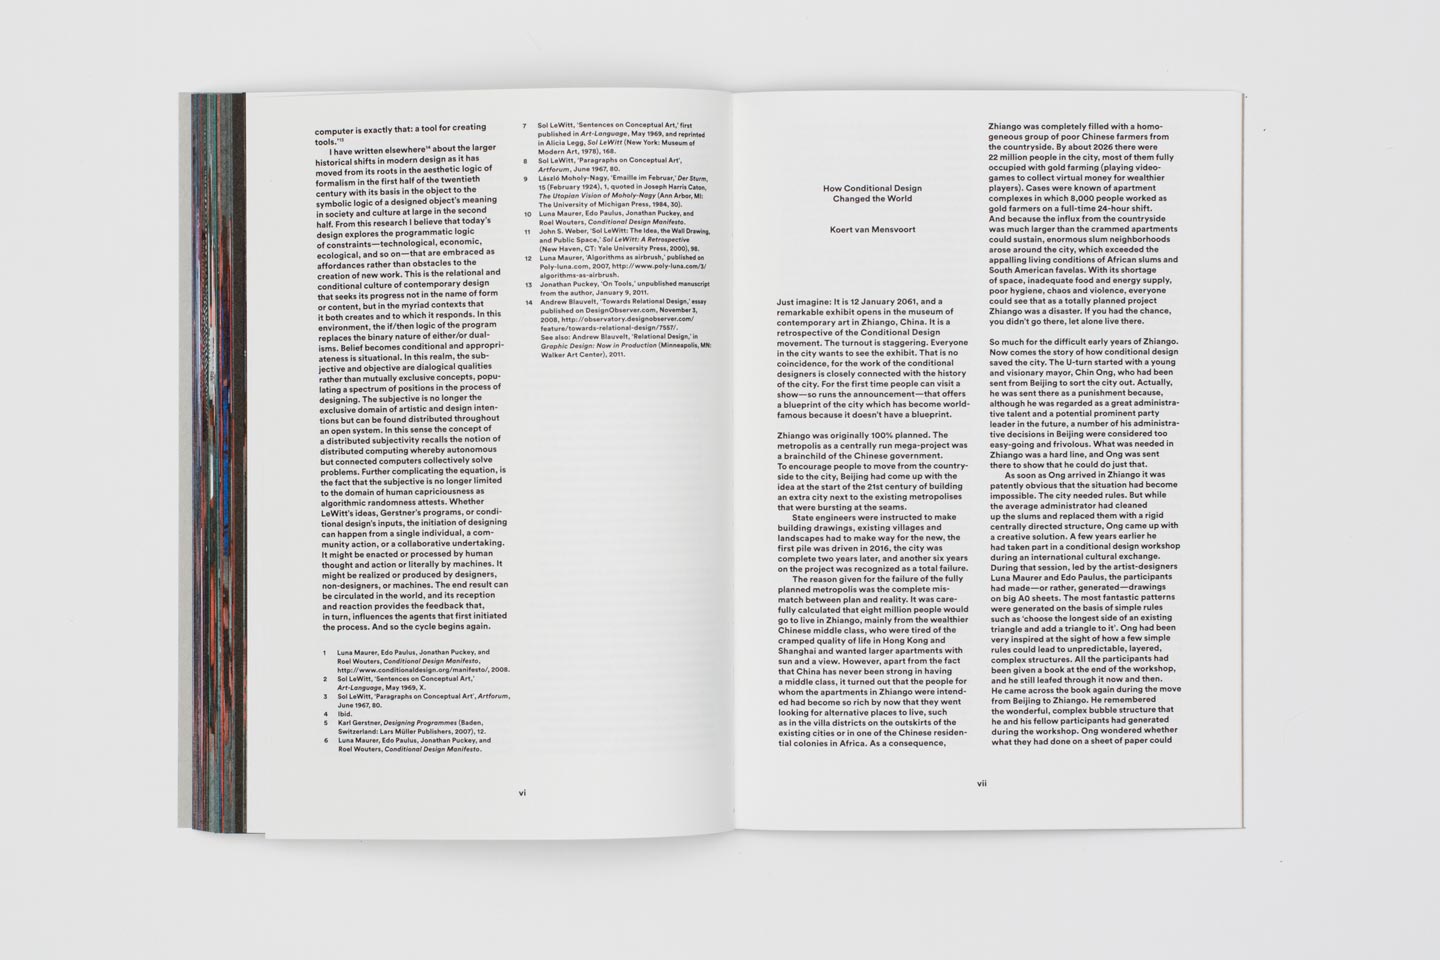 computer is exactly that: a tool for creating
tools.'¹³
I have written elsewhere¹⁴ about the larger
historical shifts in modern design as it has
moved from its roots in the aesthetic logic of
formalism in the first half of the twentieth
century with its basis in the object to the
symbolic logic of a designed object's meaning
in society and culture at large in the second
half. From this research I believe that today's
design explores the programmatic logic
of constraints—technological, economic,
ecological, and so on—that are embraced as
affordances rather than obstacles to the
creation of new work. This is the relational and
conditional culture of contemporary design
that seeks its progress not in the name of form
or content, but in the myriad contexts that
it both creates and to which it responds. In this
environment, the if/then logic of the program
replaces the binary nature of either/or dual-
isms. Belief becomes conditional and appropri-
ateness is situational. In this realm, the sub-
jective and objective are dialogical qualities
rather than mutually exclusive concepts, popu-
lating a spectrum of positions in the process of
designing. The subjective is no longer the
exclusive domain of artistic and design inten-
tions but can be found distributed throughout
an open system. In this sense the concept of
a distributed subjectivity recalls the notion of
distributed computing whereby autonomous
but connected computers collectively solve
problems. Further complicating the equation, is
the fact that the subjective is no longer limited
to the domain of human capriciousness as
algorithmic randomness attests. Whether
LeWitt's ideas, Gerstner's programs, or condi-
tional design's inputs, the initiation of designing
can happen from a single individual, a com-
munity action, or a collaborative undertaking.
It might be enacted or processed by human
thought and action or literally by machines. It
might be realized or produced by designers,
non-designers, or machines. The end result can
be circulated in the world, and its reception
and reaction provides the feedback that,
in turn, influences the agents that first initiated
the process. And so the cycle begins again.
1 Luna Maurer, Edo Paulus, Jonathan Puckey, and
Roel Wouters, Conditional Design Manifesto,
http://www.conditionaldesign.org/manifesto/, 2008.
2 Sol LeWitt, 'Sentences on Conceptual Art,'
Art-Language, May 1969, X.
3 Sol LeWitt, 'Paragraphs on Conceptual Art', Artforum,
June 1967, 80.
4 Ibid.
5 Karl Gerstner, Designing Programmes (Baden,
Switzerland: Lars Müller Publishers, 2007), 12.
6 Luna Maurer, Edo Paulus, Jonathan Puckey, and
Roel Wouters, Conditional Design Manifesto.
7 Sol LeWitt, 'Sentences on Conceptual Art,' first
published in Art-Language, May 1969, and reprinted
in Alicia Legg, Sol LeWitt (New York: Museum of
Modern Art, 1978), 168.
8 Sol LeWitt, 'Paragraphs on Conceptual Art',
Artforum, June 1967, 80.
9 László Moholy-Nagy, 'Emaille im Februar,' Der Sturm,
15 (February 1924), 1, quoted in Joseph Harris Caton,
The Utopian Vision of Moholy-Nagy (Ann Arbor, MI:
The University of Michigan Press, 1984, 30).
10 Luna Maurer, Edo Paulus, Jonathan Puckey, and
Roel Wouters, Conditional Design Manifesto.
11 John S. Weber, 'Sol LeWitt: The Idea, the Wall Drawing,
and Public Space,' Sol LeWitt: A Retrospective
(New Haven, CT: Yale University Press, 2000), 98.
12 Luna Maurer, 'Algorithms as airbrush,' published on
Poly-luna.com, 2007, http://www.poly-luna.com/3/
algorithms-as-airbrush.
13 Jonathan Puckey, 'On Tools,' unpublished manuscript
from the author, January 9, 2011.
14 Andrew Blauvelt, 'Towards Relational Design,' essay
published on DesignObserver.com, November 3,
2008, http://observatory.designobserver.com/
feature/towards-relational-design/7557/.
See also: Andrew Blauvelt, 'Relational Design,' in
Graphic Design: Now in Production (Minneapolis, MN:
Walker Art Center), 2011.
vi
How Conditional Design
Changed the World
Koert van Mensvoort
Just imagine: It is 12 January 2061, and a
remarkable exhibit opens in the museum of
contemporary art in Zhiango, China. It is a
retrospective of the Conditional Design
movement. The turnout is staggering. Everyone
in the city wants to see the exhibit. That is no
coincidence, for the work of the conditional
designers is closely connected with the history
of the city. For the first time people can visit a
show—so runs the announcement—that offers
a blueprint of the city which has become world-
famous because it doesn't have a blueprint.
Zhiango was originally 100% planned. The
metropolis as a centrally run mega-project was
a brainchild of the Chinese government.
To encourage people to move from the country-
side to the city, Beijing had come up with the
idea at the start of the 21st century of building
an extra city next to the existing metropolises
that were bursting at the seams.
State engineers were instructed to make
building drawings, existing villages and
landscapes had to make way for the new, the
first pile was driven in 2016, the city was
complete two years later, and another six years
on the project was recognized as a total failure.
The reason given for the failure of the fully
planned metropolis was the complete mis-
match between plan and reality. It was care-
fully calculated that eight million people would
go to live in Zhiango, mainly from the wealthier
Chinese middle class, who were tired of the
cramped quality of life in Hong Kong and
Shanghai and wanted larger apartments with
sun and a view. However, apart from the fact
that China has never been strong in having
a middle class, it turned out that the people for
whom the apartments in Zhiango were intend-
ed had become so rich by now that they went
looking for alternative places to live, such
as in the villa districts on the outskirts of the
existing cities or in one of the Chinese residen-
tial colonies in Africa. As a consequence,
Zhiango was completely filled with a homo-
geneous group of poor Chinese farmers from
the countryside. By about 2026 there were
22 million people in the city, most of them fully
occupied with gold farming (playing video-
games to collect virtual money for wealthier
players). Cases were known of apartment
complexes in which 8,000 people worked as
gold farmers on a full-time 24-hour shift.
And because the influx from the countryside
was much larger than the crammed apartments
could sustain, enormous slum neighborhoods
arose around the city, which exceeded the
appalling living conditions of African slums and
South American favelas. With its shortage
of space, inadequate food and energy supply,
poor hygiene, chaos and violence, everyone
could see that as a totally planned project
Zhiango was a disaster. If you had the chance,
you didn't go there, let alone live there.
So much for the difficult early years of Zhiango.
Now comes the story of how conditional design
saved the city. The U-turn started with a young
and visionary mayor, Chin Ong, who had been
sent from Beijing to sort the city out. Actually,
he was sent there as a punishment because,
although he was regarded as a great administra-
tive talent and a potential prominent party
leader in the future, a number of his administra-
tive decisions in Beijing were considered too
easy-going and frivolous. What was needed in
Zhiango was a hard line, and Ong was sent
there to show that he could do just that.
As soon as Ong arrived in Zhiango it was
patently obvious that the situation had become
impossible. The city needed rules. But while
the average administrator had cleaned
up the slums and replaced them with a rigid
centrally directed structure, Ong came up with
a creative solution. A few years earlier he
had taken part in a conditional design workshop
during an international cultural exchange.
During that session, led by the artist-designers
Luna Maurer and Edo Paulus, the participants
had made—or rather, generated—drawings
on big A0 sheets. The most fantastic patterns
were generated on the basis of simple rules
such as 'choose the longest side of an existing
triangle and add a triangle to it'. Ong had been
very inspired at the sight of how a few simple
rules could lead to unpredictable, layered,
complex structures. All the participants had
been given a book at the end of the workshop,
and he still leafed through it now and then.
He came across the book again during the move
from Beijing to Zhiango. He remembered
the wonderful, complex bubble structure that
he and his fellow participants had generated
during the workshop. Ong wondered whether
what they had done on a sheet of paper could
vii